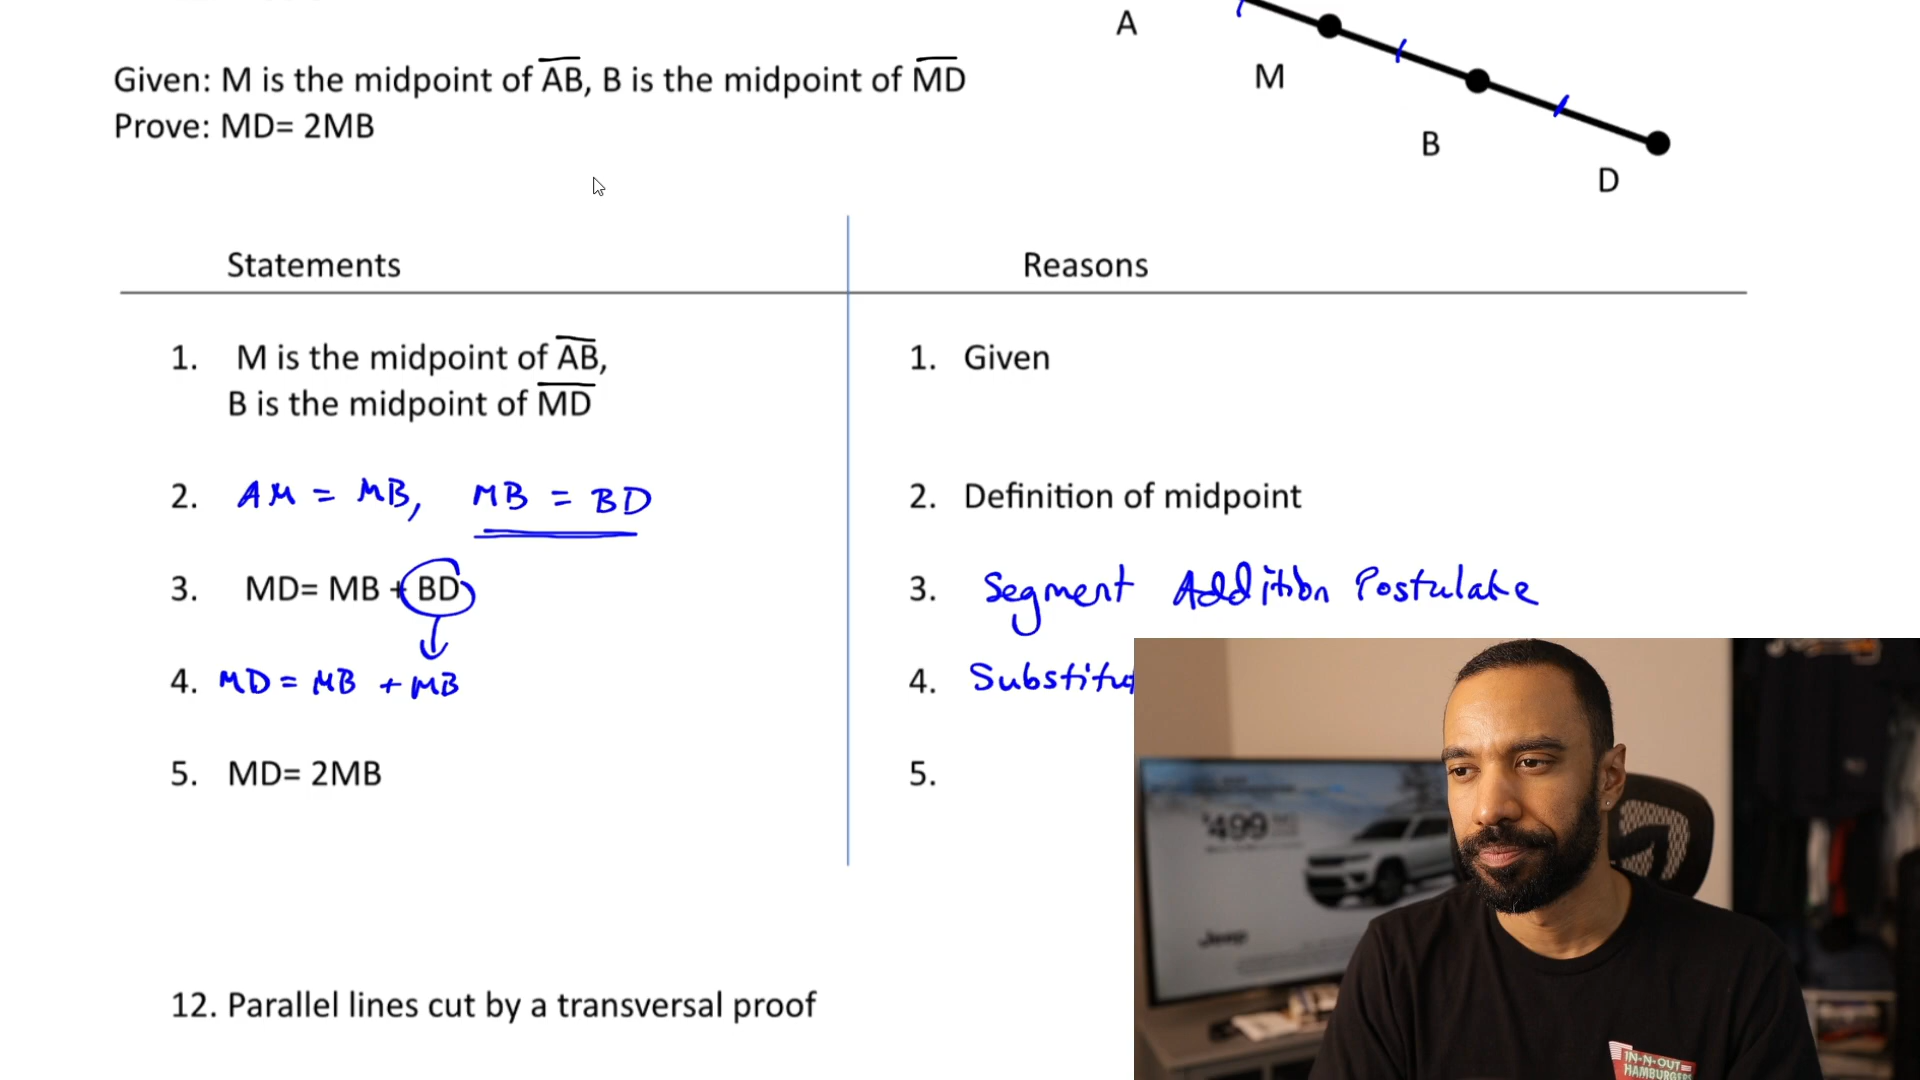 A
Given: M is the midpoint of AB, B is the midpoint of MD
M
Prove: MD= 2MB
B
D
Statements
Reasons
1. M is the midpoint of AB,
1. Given
B is the midpoint of MD
2. AM = MB, MB = BD
2. Definition of midpoint
3. MD= MB + BD
3. Segment Addition Postulate
4. MD = MB + MB
4. Substitut
5. MD= 2MB
5.
$499
Jeep
12. Parallel lines cut by a transversal proof
IN-N-OUT
HAMBURGERS